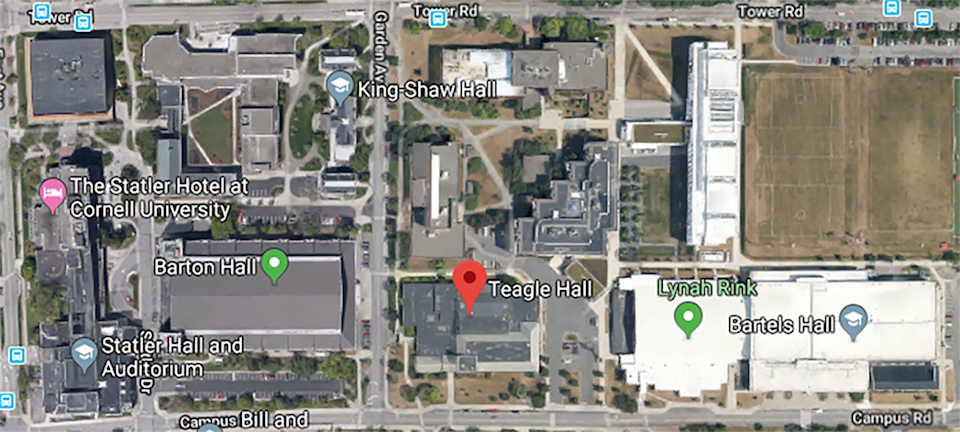 Tower Rd
Tower Rd
Tower Rd
Garden Ave
King-Shaw Hall
The Statler Hotel at
Cornell University
Barton Hall
Teagle Hall
Lynah Rink
Bartels Hall
Statler Hall and
Auditorium
Campus Rd
Bill and
Campus Rd